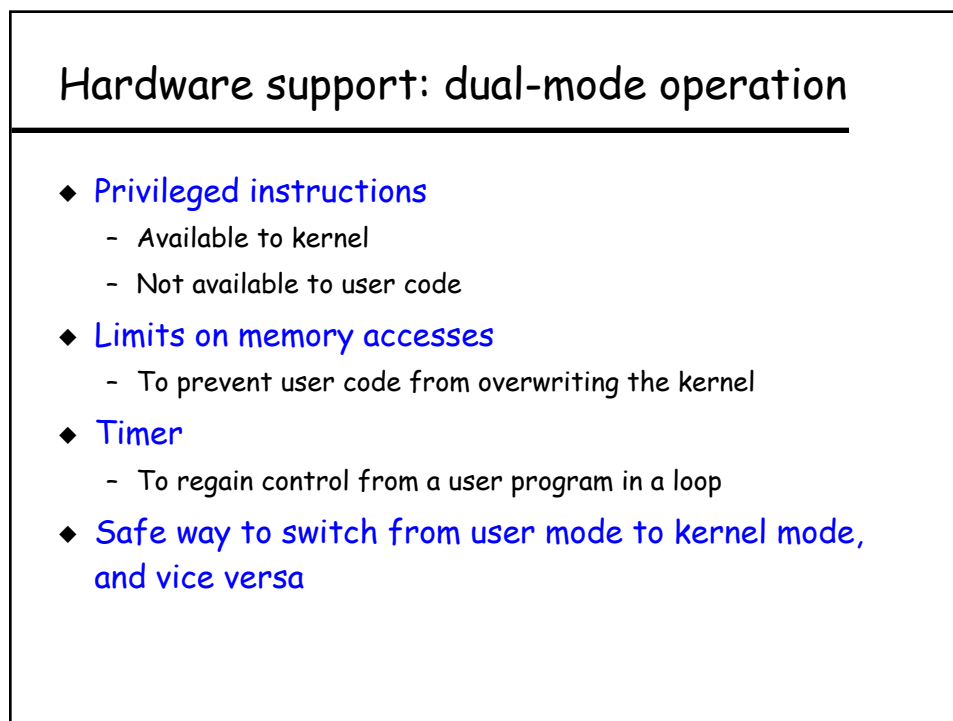 Hardware support: dual-mode operation
◆ Privileged instructions
– Available to kernel
– Not available to user code
◆ Limits on memory accesses
– To prevent user code from overwriting the kernel
◆ Timer
– To regain control from a user program in a loop
◆ Safe way to switch from user mode to kernel mode,
and vice versa